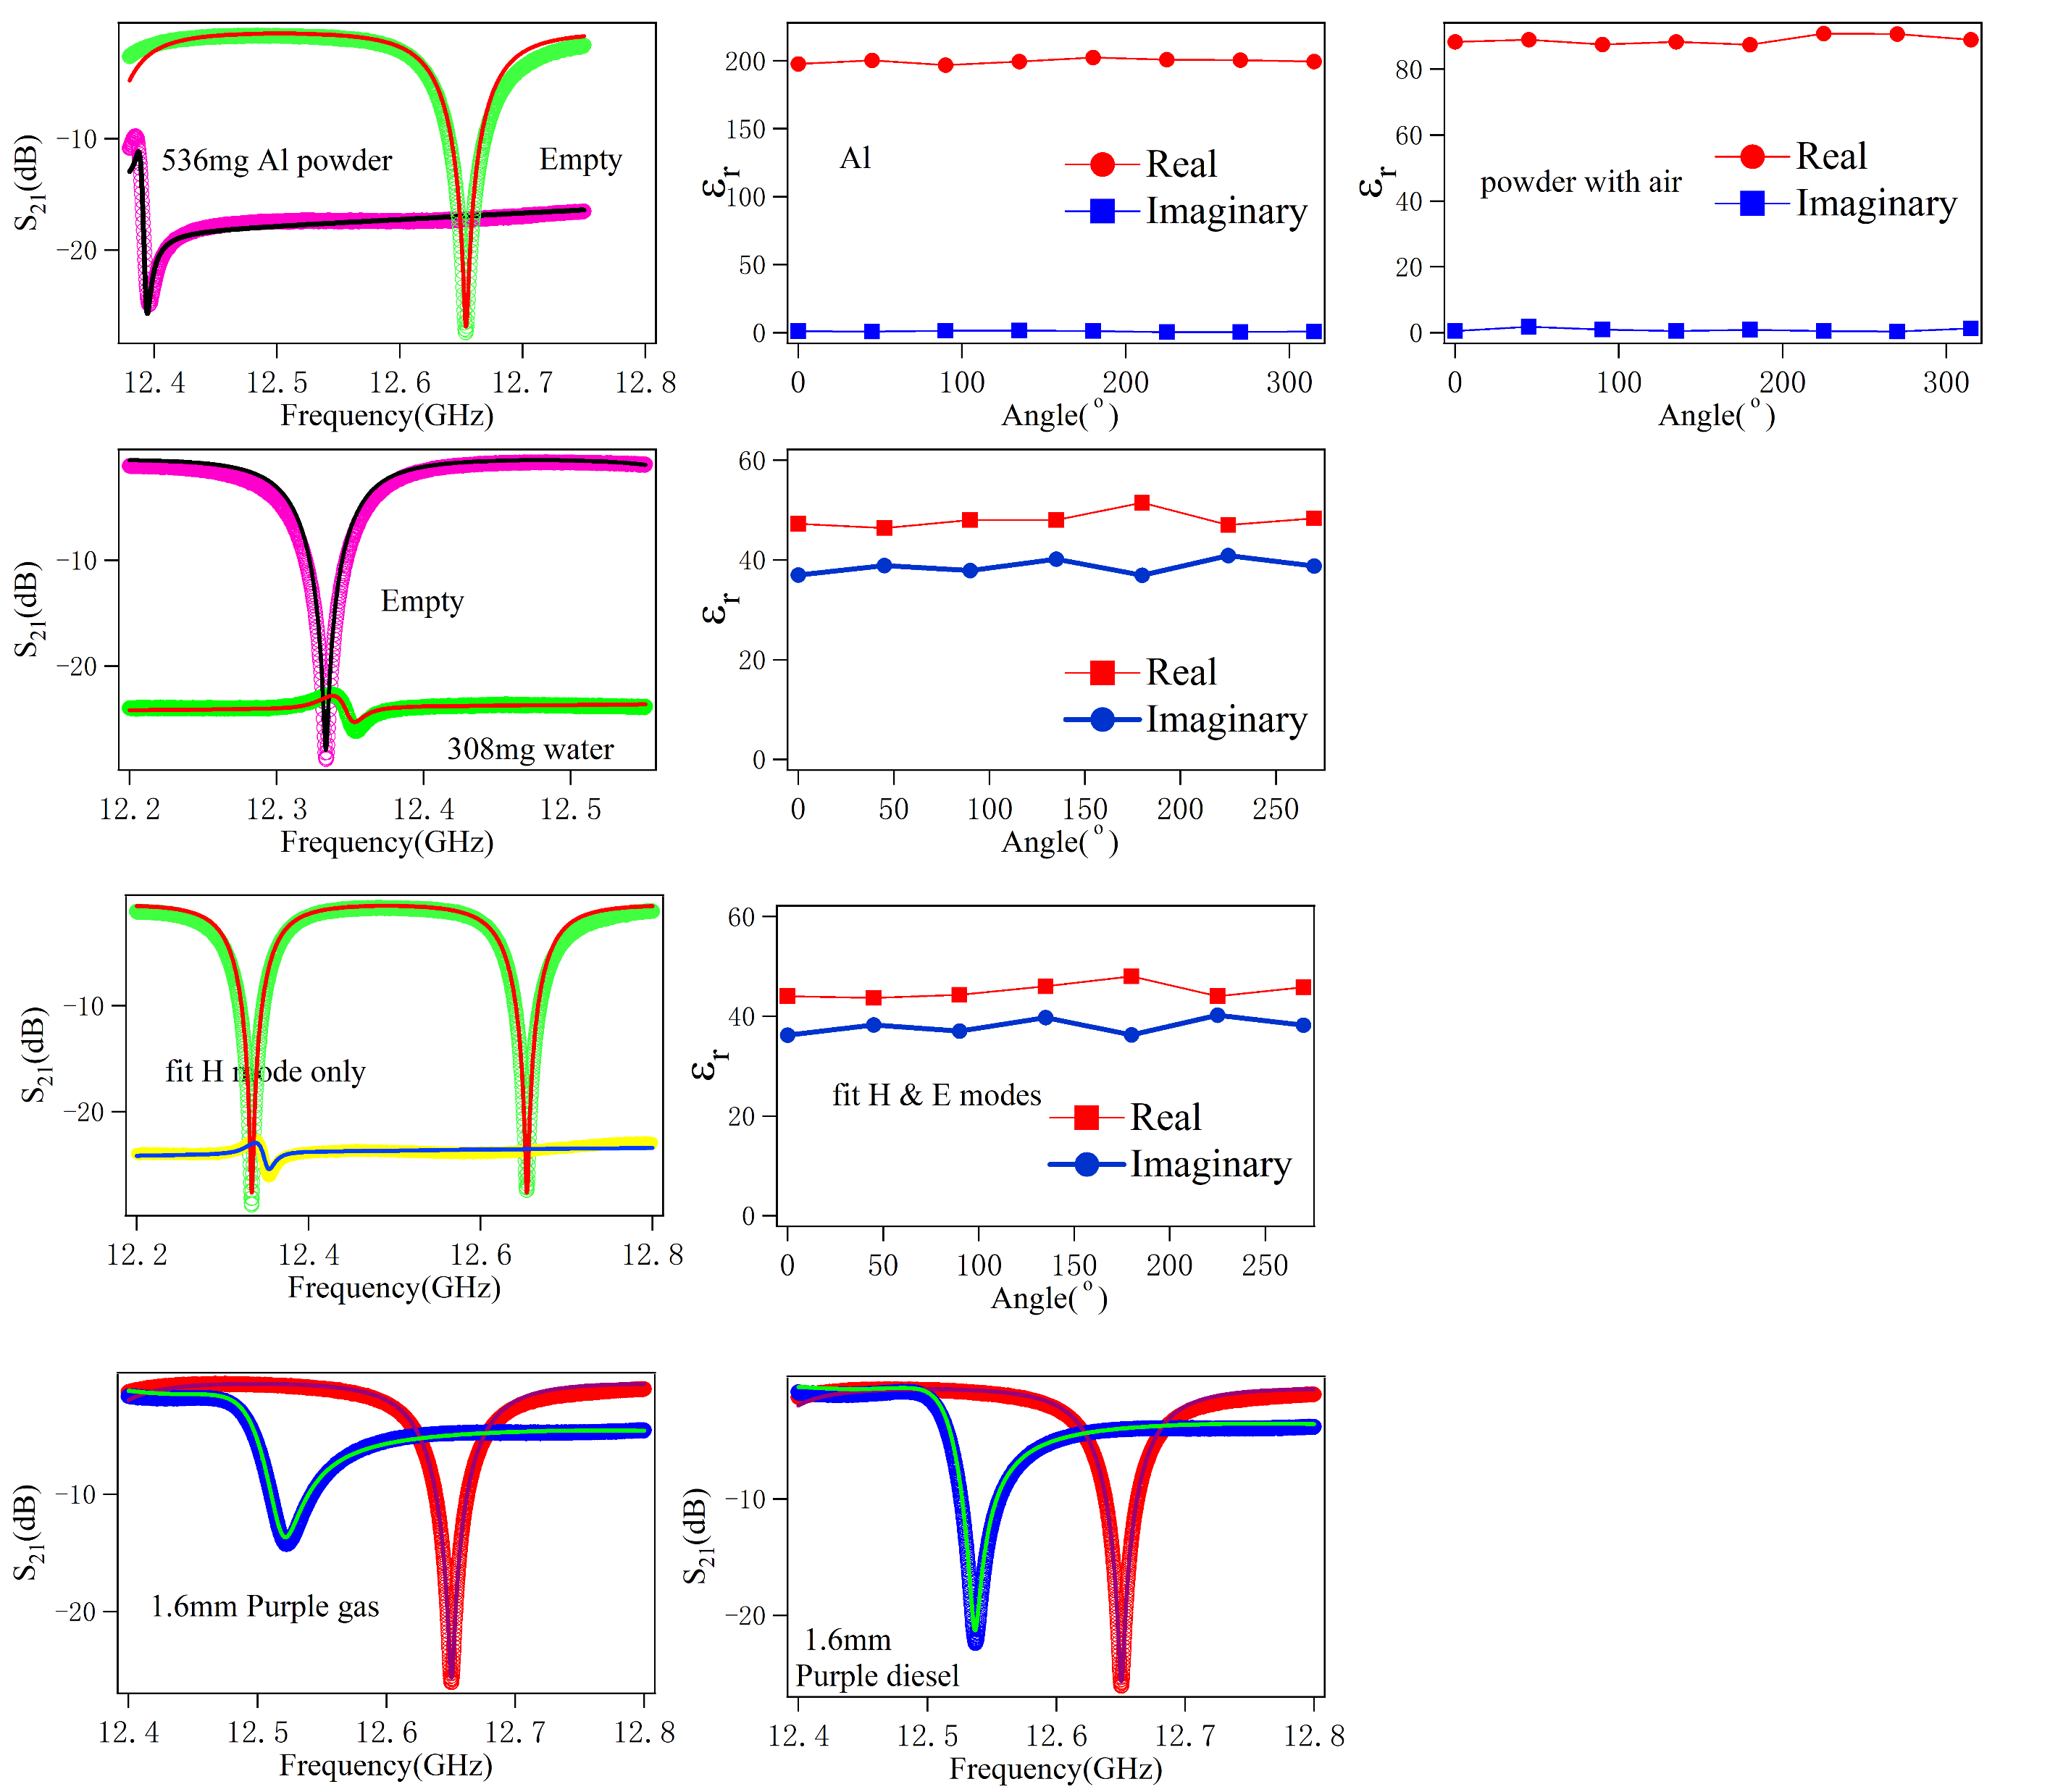 S21(dB)
-10
-20
536mg Al powder
Empty
12.4
12.5
12.6
12.7
12.8
Frequency(GHz)
εr
200
150
100
50
0
Al
Real
Imaginary
0
100
200
300
Angle(°)
εr
80
60
40
20
0
powder with air
Real
Imaginary
0
100
200
300
Angle(°)
S21(dB)
-10
-20
Empty
308mg water
12.2
12.3
12.4
12.5
Frequency(GHz)
εr
60
40
20
0
Real
Imaginary
0
50
100
150
200
250
Angle(°)
S21(dB)
-10
-20
fit H mode only
12.2
12.4
12.6
12.8
Frequency(GHz)
εr
60
40
20
0
fit H & E modes
Real
Imaginary
0
50
100
150
200
250
Angle(°)
S21(dB)
-10
-20
1.6mm Purple gas
12.4
12.5
12.6
12.7
12.8
Frequency(GHz)
S21(dB)
-10
-20
1.6mm
Purple diesel
12.4
12.5
12.6
12.7
12.8
Frequency(GHz)